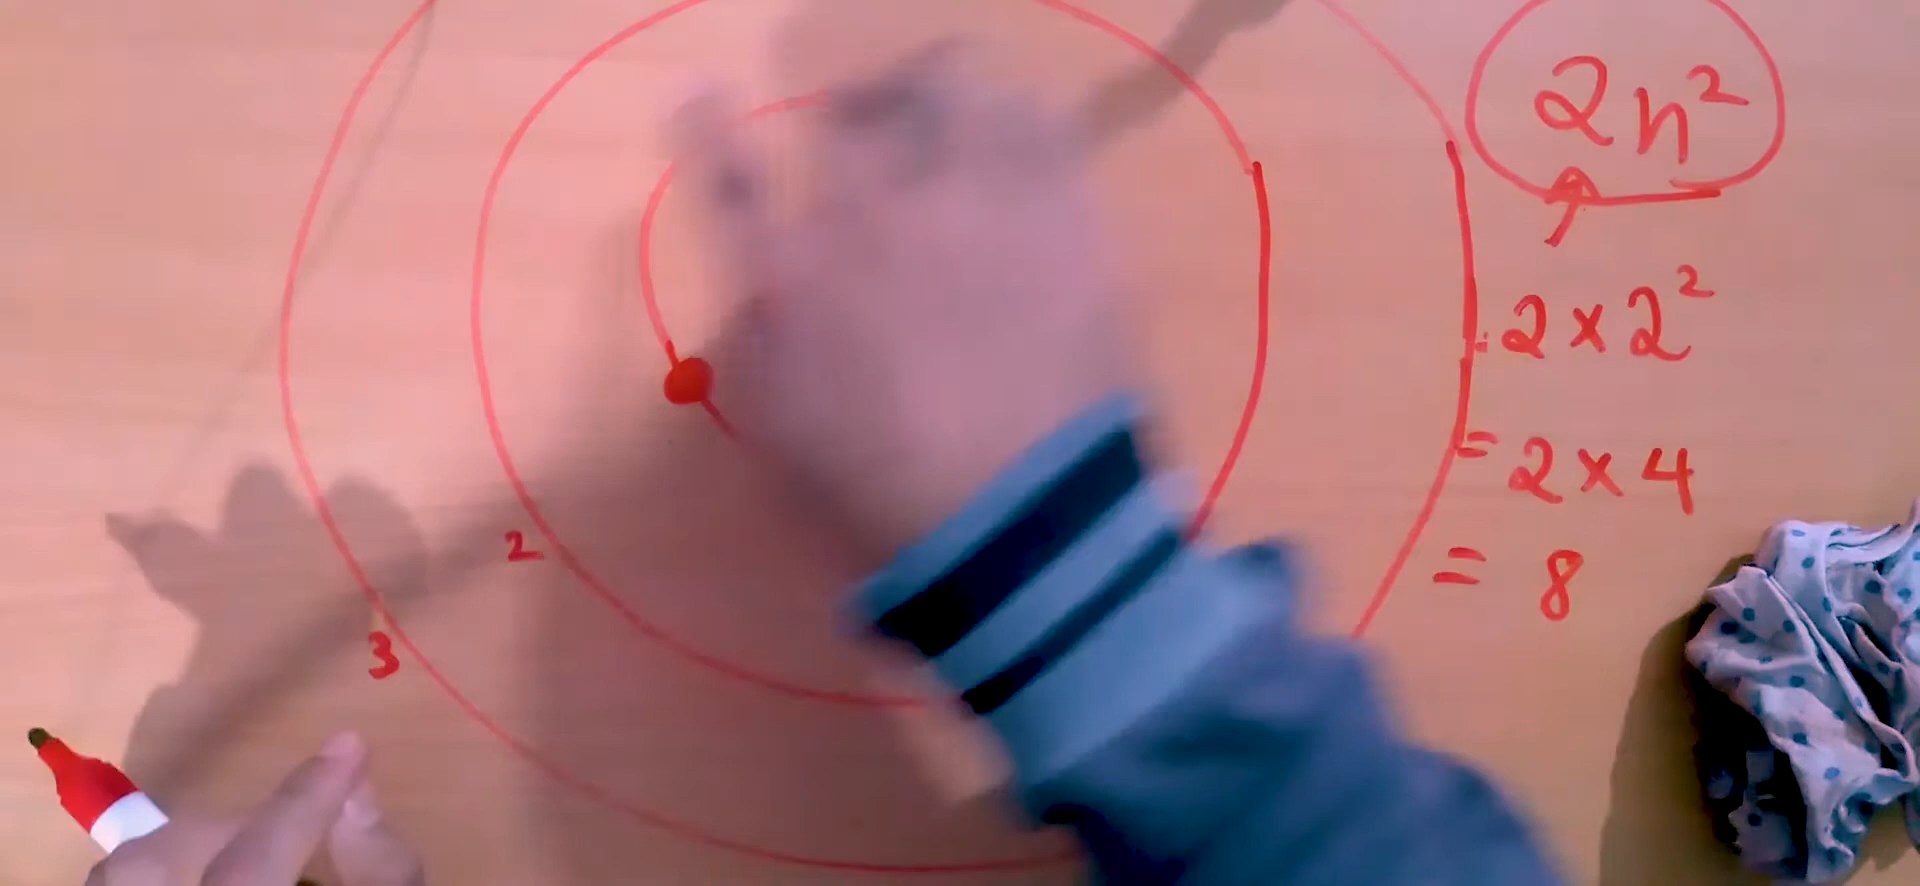 2n²
= 2 × 2²
= 2 × 4
= 8
2
3